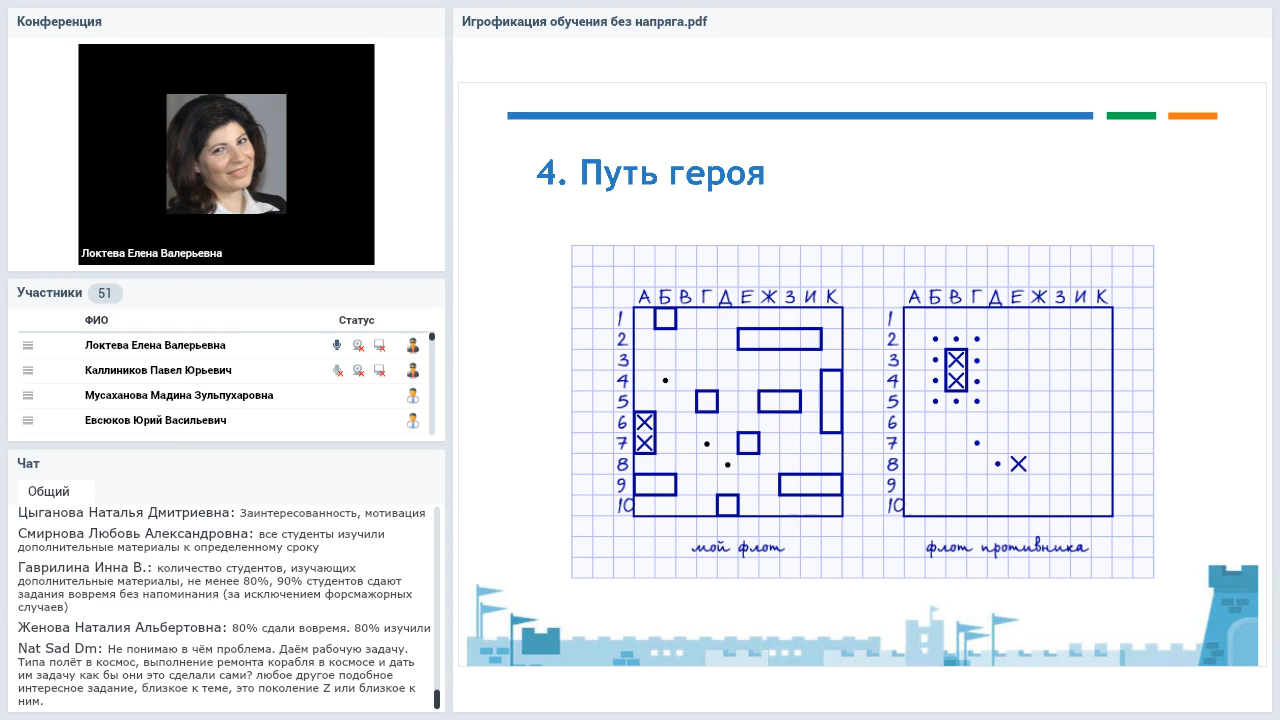 Конференция
Локтева Елена Валерьевна
Участники 51
ФИО Статус
Локтева Елена Валерьевна
Каллиников Павел Юрьевич
Мусаханова Мадина Зульпухаровна
Евсюков Юрий Васильевич
Чат
Общий
Цыганова Наталья Дмитриевна: Заинтересованность, мотивация
Смирнова Любовь Александровна: все студенты изучили
дополнительные материалы к определенному сроку
Гаврилина Инна В.: количество студентов, изучающих
дополнительные материалы, не менее 80%, 90% студентов сдают
задания вовремя без напоминания (за исключением форсмажорных
случаев)
Женова Наталия Альбертовна: 80% сдали вовремя. 80% изучили
Nat Sad Dm: Не понимаю в чём проблема. Даём рабочую задачу.
Типа полёт в космос, выполнение ремонта корабля в космосе и дать
им задачу как бы они это сделали сами? любое другое подобное
интересное задание, близкое к теме, это поколение Z или близкое к
ним.
Игрофикация обучения без напряга.pdf
4. Путь героя
А Б В Г Д Е Ж З И К
1
2
3
4
5
6
7
8
9
10
мой флот
А Б В Г Д Е Ж З И К
1
2
3
4
5
6
7
8
9
10
флот противника